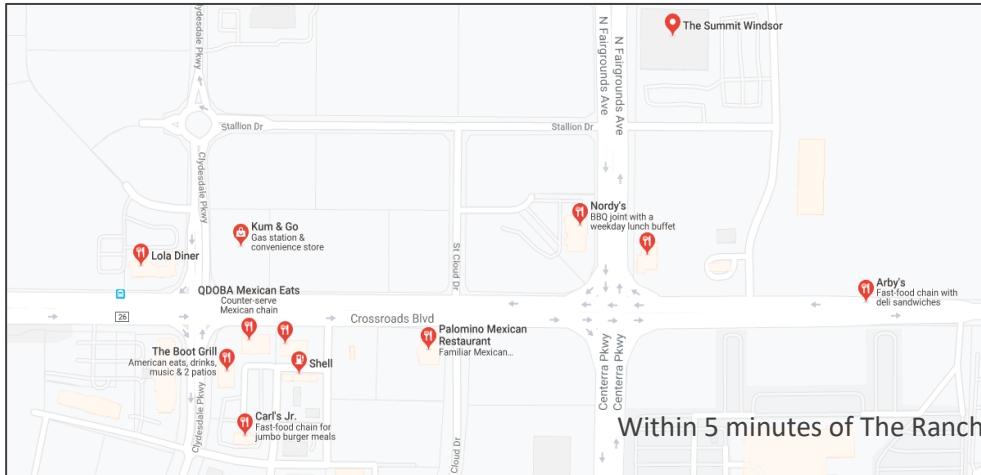 Clydesdale Pkwy
N Fairgrounds Ave
N Fairgrounds Ave
The Summit Windsor
Stallion Dr
Stallion Dr
Clydesdale Pkwy
Nordy's
BBQ joint with a
weekday lunch buffet
Kum & Go
Gas station &
convenience store
Lola Diner
St Cloud Dr
Arby's
Fast-food chain with
deli sandwiches
QDOBA Mexican Eats
Counter-serve
Mexican chain
26
Crossroads Blvd
Palomino Mexican
Restaurant
Familiar Mexican...
The Boot Grill
American eats, drinks,
music & 2 patios
Shell
Centerra Pkwy
Centerra Pkwy
Clydesdale Pkwy
Carl's Jr.
Fast-food chain for
jumbo burger meals
Cloud Dr
Within 5 minutes of The Ranch